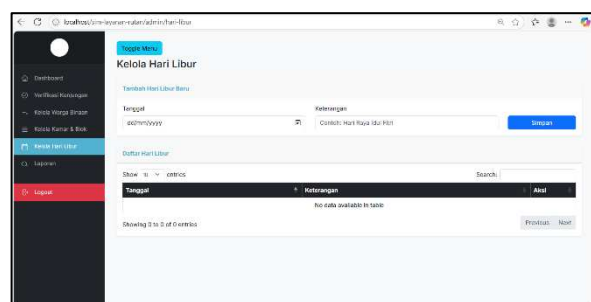 localhost/sim-layanan-rutan/admin/hari-libur
Toggle Menu
Kelola Hari Libur
Dashboard
Verifikasi Kunjungan
Kelola Warga Binaan
Kelola Kamar & Blok
Kelola Hari Libur
Laporan
Logout
Tambah Hari Libur Baru
Tanggal Keterangan
dd/mm/yyyy Contoh: Hari Raya Idul Fitri Simpan
Daftar Hari Libur
Show 10 entries Search:
Tanggal Keterangan Aksi
No data available in table
Showing 0 to 0 of 0 entries Previous Next